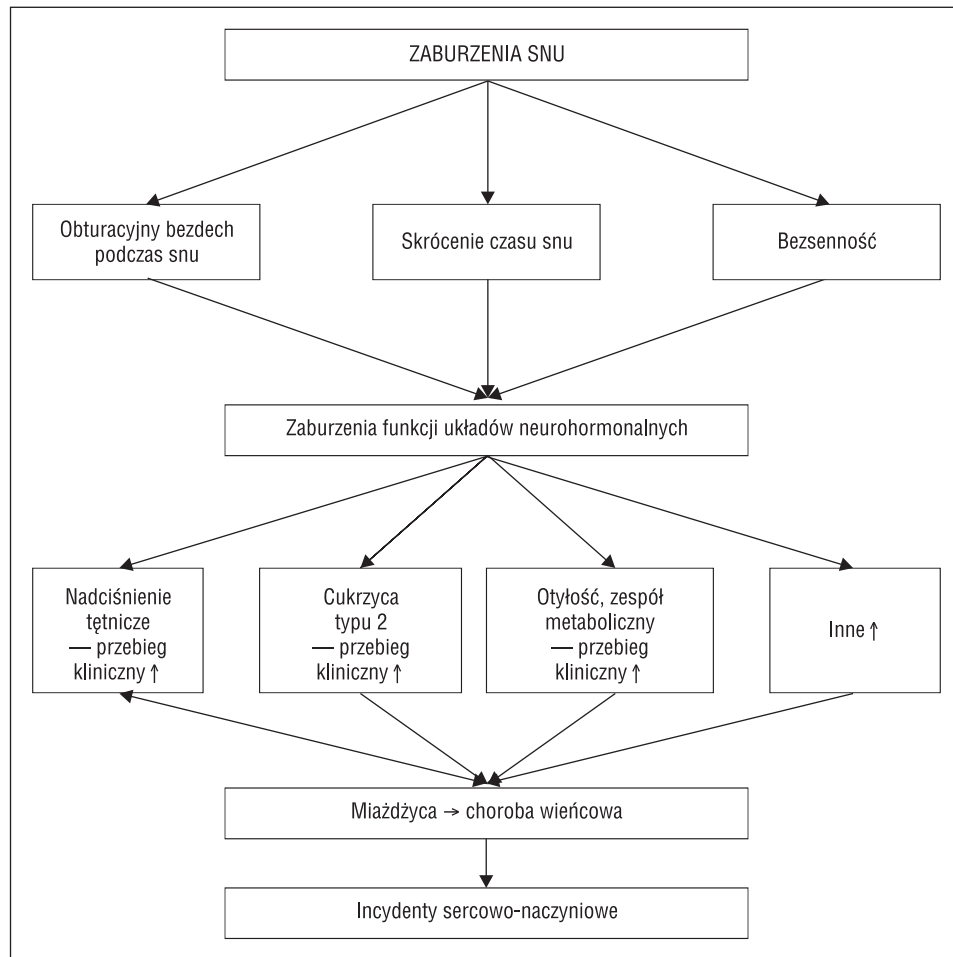 ZABURZENIA SNU
Obturacyjny bezdech
podczas snu
Skrócenie czasu snu
Bezsenność
Zaburzenia funkcji układów neurohormonalnych
Nadciśnienie
tętnicze
— przebieg
kliniczny ↑
Cukrzyca
typu 2
— przebieg
kliniczny ↑
Otyłość, zespół
metaboliczny
— przebieg
kliniczny ↑
Inne ↑
Miażdżyca → choroba wieńcowa
Incydenty sercowo-naczyniowe